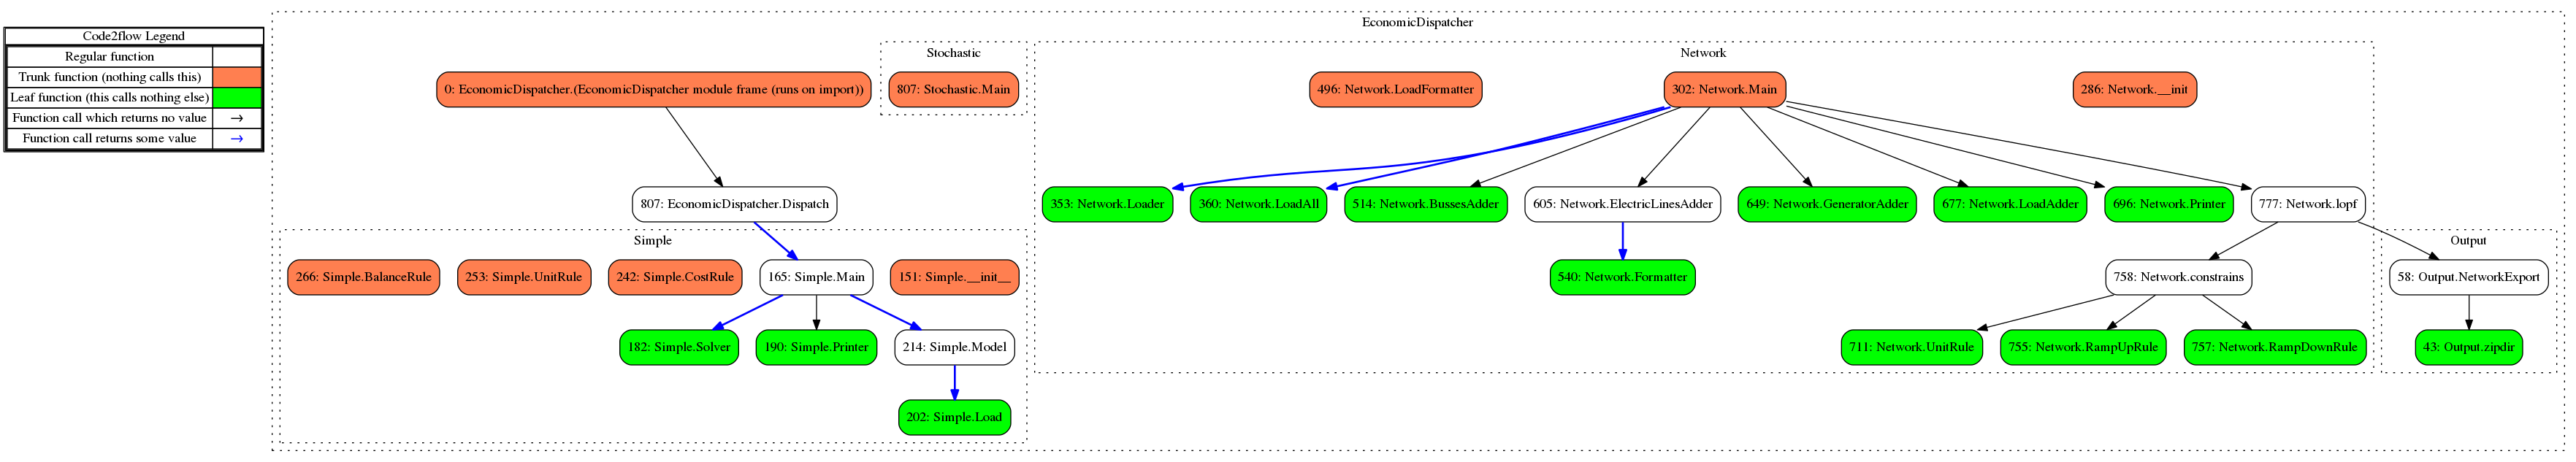 Code2flow Legend
Regular function
Trunk function (nothing calls this)
Leaf function (this calls nothing else)
Function call which returns no value →
Function call returns some value →
EconomicDispatcher
Stochastic
Network
0: EconomicDispatcher.(EconomicDispatcher module frame (runs on import))
807: Stochastic.Main
496: Network.LoadFormatter
302: Network.Main
286: Network.__init
807: EconomicDispatcher.Dispatch
353: Network.Loader
360: Network.LoadAll
514: Network.BussesAdder
605: Network.ElectricLinesAdder
649: Network.GeneratorAdder
677: Network.LoadAdder
696: Network.Printer
777: Network.lopf
Simple
Output
266: Simple.BalanceRule
253: Simple.UnitRule
242: Simple.CostRule
165: Simple.Main
151: Simple.__init__
540: Network.Formatter
758: Network.constrains
58: Output.NetworkExport
182: Simple.Solver
190: Simple.Printer
214: Simple.Model
711: Network.UnitRule
755: Network.RampUpRule
757: Network.RampDownRule
43: Output.zipdir
202: Simple.Load